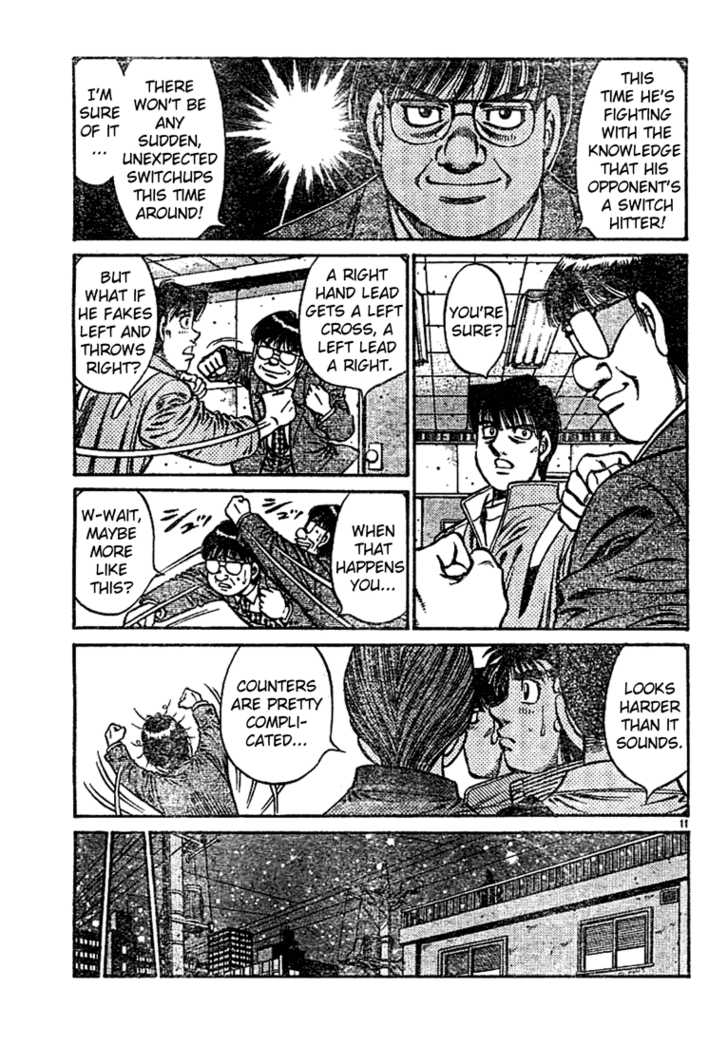 THIS
TIME HE'S
FIGHTING
WITH THE
KNOWLEDGE
THAT HIS
OPPONENT'S
A SWITCH
HITTER!
THERE
WON'T BE
ANY
SUDDEN,
UNEXPECTED
SWITCHUPS
THIS TIME
AROUND!
I'M
SURE
OF IT
...
YOU'RE
SURE?
A RIGHT
HAND LEAD
GETS A LEFT
CROSS, A
LEFT LEAD
A RIGHT.
BUT
WHAT IF
HE FAKES
LEFT AND
THROWS
RIGHT?
WHEN
THAT
HAPPENS
YOU...
W-WAIT,
MAYBE
MORE
LIKE
THIS?
LOOKS
HARDER
THAN IT
SOUNDS.
COUNTERS
ARE PRETTY
COMPLI-
CATED...
11